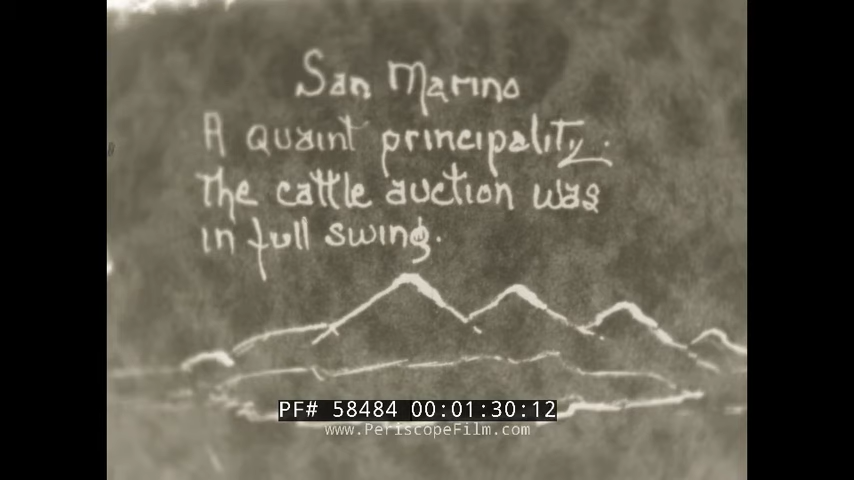 San Marino
A quaint principality.
The cattle auction was
in full swing.
PF# 58484 00:01:30:12
www.PeriscopeFilm.com